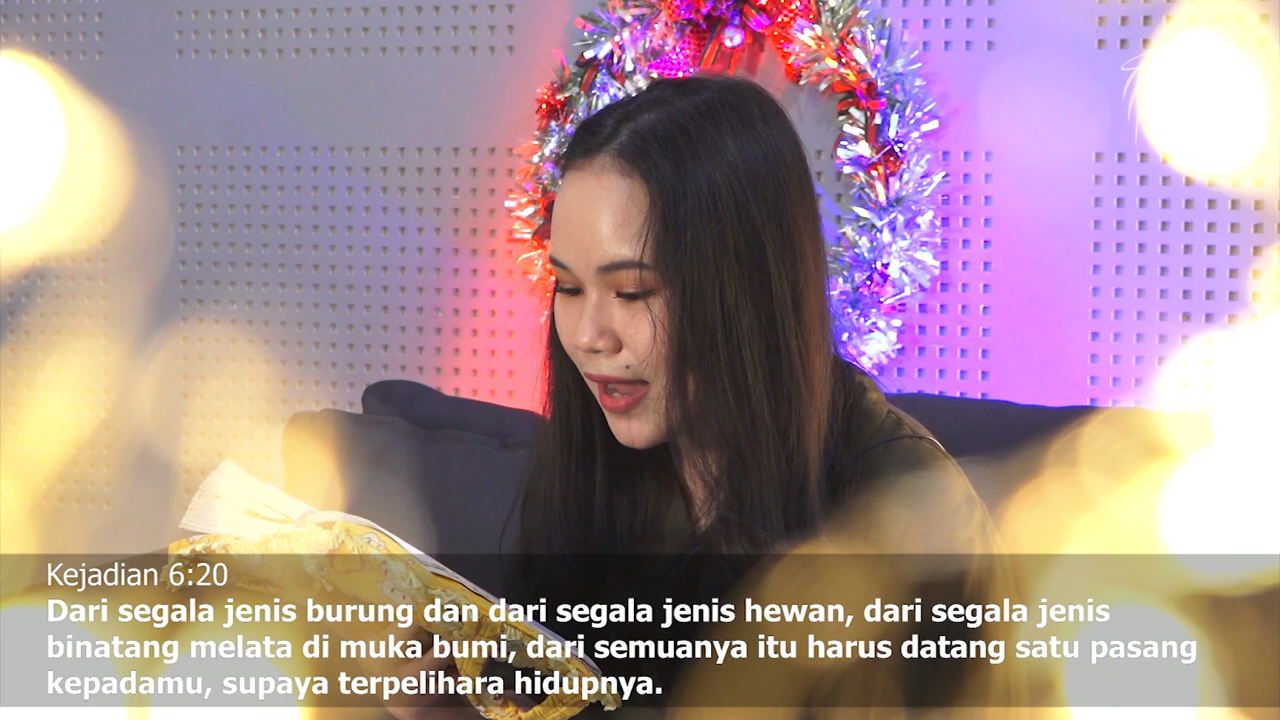 Kejadian 6:20
Dari segala jenis burung dan dari segala jenis hewan, dari segala jenis
binatang melata di muka bumi, dari semuanya itu harus datang satu pasang
kepadamu, supaya terpelihara hidupnya.